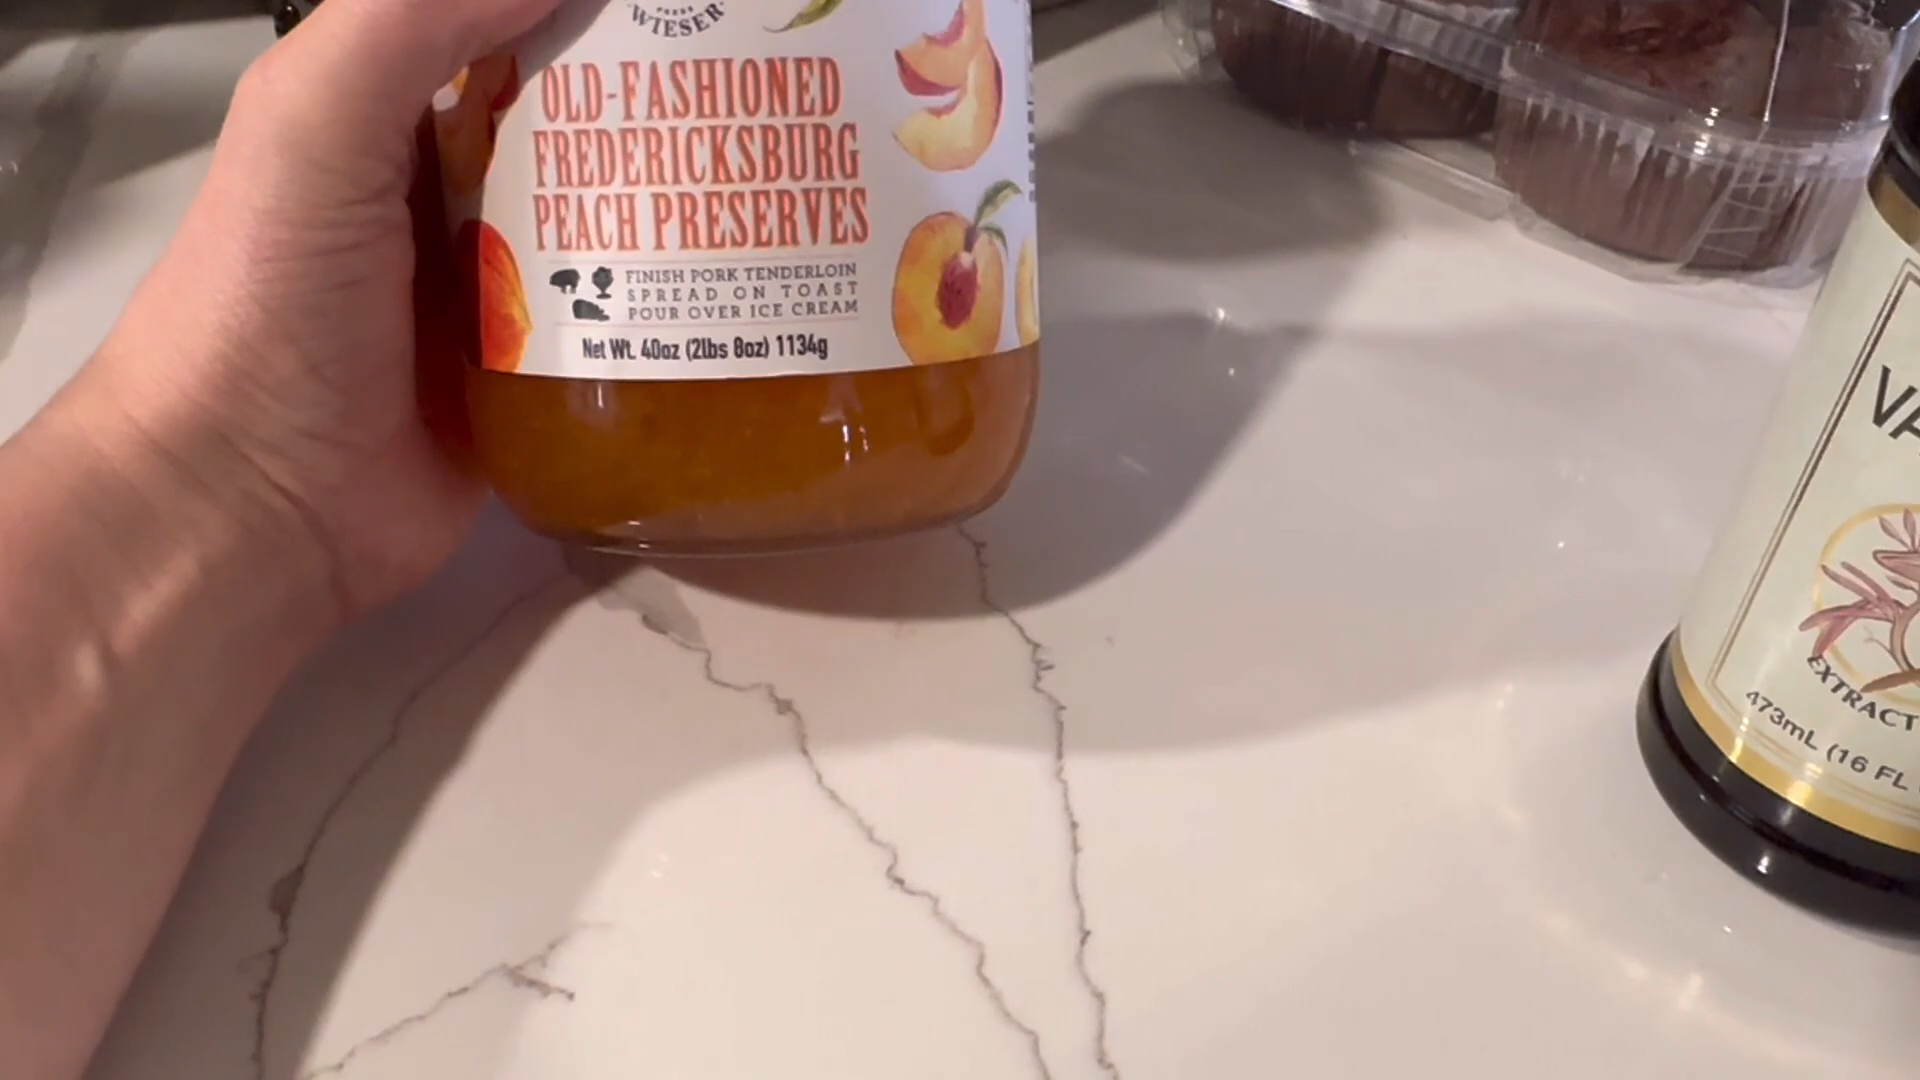 WIESER
OLD-FASHIONED
FREDERICKSBURG
PEACH PRESERVES
FINISH PORK TENDERLOIN
SPREAD ON TOAST
POUR OVER ICE CREAM
Net Wt. 40oz (2lbs 8oz) 1134g
VA
EXTRACT
473mL (16 FL